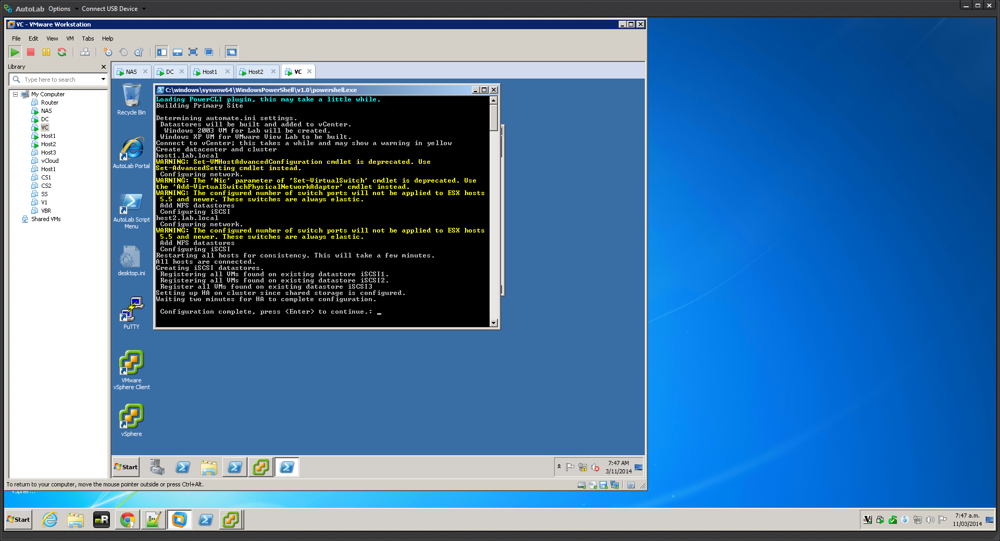 AutoLab Options Connect USB Device
VC - VMware Workstation
File Edit View VM Tabs Help
Library
Type here to search
My Computer
Router
NAS
DC
VC
Host1
Host2
Host3
vCloud
Host1
CS1
CS2
SS
V1
VBR
Shared VMs
NAS DC Host1 Host2 VC
Recycle Bin
AutoLab Portal
AutoLab Script
Menu
desktop.ini
PuTTY
VMware
vSphere Client
vSphere
C:\windows\syswow64\WindowsPowerShell\v1.0\powershell.exe
Loading PowerCLI plugin, this may take a little while.
Building Primary Site
Determining automate.ini settings.
Datastores will be built and added to vCenter.
Windows 2003 VM for Lab will be created.
Windows XP VM for VMware View Lab to be built.
Connect to vCenter; this takes a while and may show a warning in yellow
Create datacenter and cluster
host1.lab.local
WARNING: Set-VMHostAdvancedConfiguration cmdlet is deprecated. Use
Set-AdvancedSetting cmdlet instead.
Configuring network.
WARNING: The 'Nic' parameter of 'Set-VirtualSwitch' cmdlet is deprecated. Use
the 'Add-VirtualSwitchPhysicalNetworkAdapter' cmdlet instead.
WARNING: The configured number of switch ports will not be applied to ESX hosts
5.5 and newer. These switches are always elastic.
Add NFS datastores
Configuring iSCSI
host2.lab.local
Configuring network.
WARNING: The configured number of switch ports will not be applied to ESX hosts
5.5 and newer. These switches are always elastic.
Add NFS datastores
Configuring iSCSI
Restarting all hosts for consistency. This will take a few minutes.
All hosts are connected.
Creating iSCSI datastores.
Registering all VMs found on existing datastore iSCSI1.
Registering all VMs found on existing datastore iSCSI2.
Register all VMs found on existing datastore iSCSI3
Setting up HA on cluster since shared storage is configured.
Waiting two minutes for HA to complete configuration.
Configuration complete, press <Enter> to continue.: _
Start
7:47 AM
3/11/2014
To return to your computer, move the mouse pointer outside or press Ctrl+Alt.
Start
mR
7:47 a.m.
11/03/2014